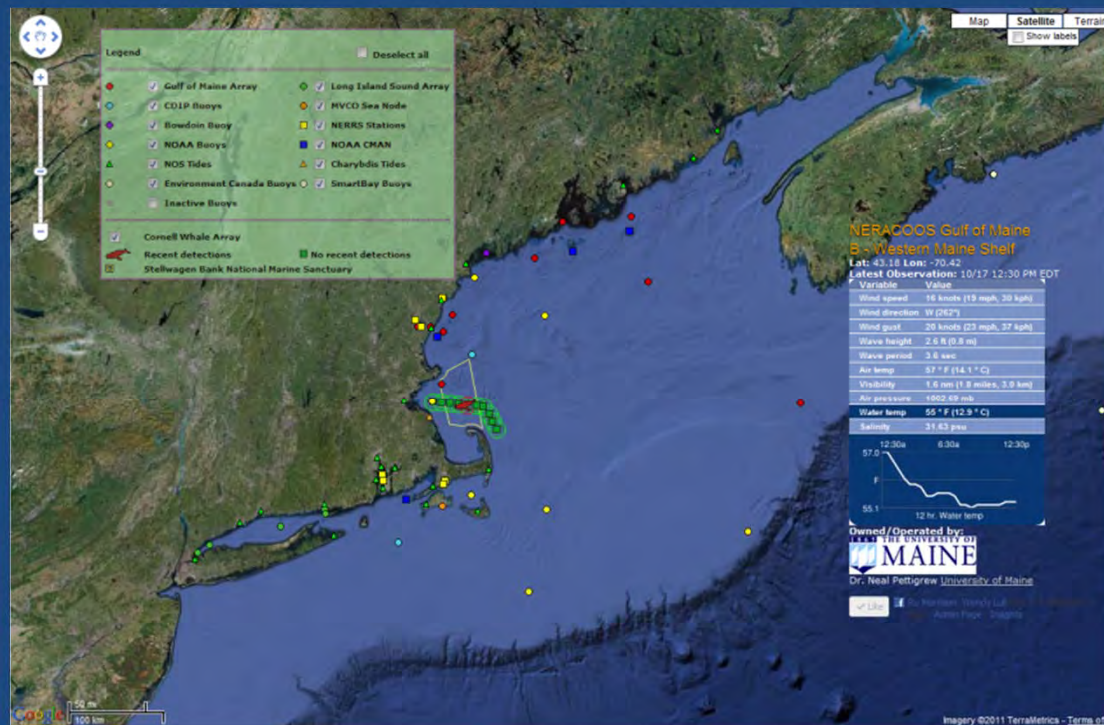 Map Satellite Terrain
Show labels
Legend Deselect all
Gulf of Maine Array Long Island Sound Array
CDIP Buoys MVCO Sea Node
Bowdoin Buoy NERRS Stations
NOAA Buoys NOAA CMAN
NOS Tides Charybdis Tides
Environment Canada Buoys SmartBay Buoys
Inactive Buoys
Cornell Whale Array
Recent detections No recent detections
Stellwagen Bank National Marine Sanctuary
NERACOOS Gulf of Maine
B - Western Maine Shelf
Lat: 43.18 Lon: -70.42
Latest Observation: 10/17 12:30 PM EDT
Variable Value
Wind speed 16 knots (19 mph, 30 kph)
Wind direction W (262°)
Wind gust 20 knots (23 mph, 37 kph)
Wave height 2.6 ft (0.8 m)
Wave period 3.6 sec
Air temp 57 ° F (14.1 ° C)
Visibility 1.6 nm (1.8 miles, 3.0 km)
Air pressure 1002.69 mb
Water temp 55 ° F (12.9 ° C)
Salinity 31.63 psu
12:30a 6:30a 12:30p
57.0
F
55.1
12 hr. Water temp
Owned/Operated by:
1865 THE UNIVERSITY OF
MAINE
Dr. Neal Pettigrew University of Maine
Like
Admin Page Insights
Google
50 mi
100 km
Imagery ©2011 TerraMetrics - Terms of